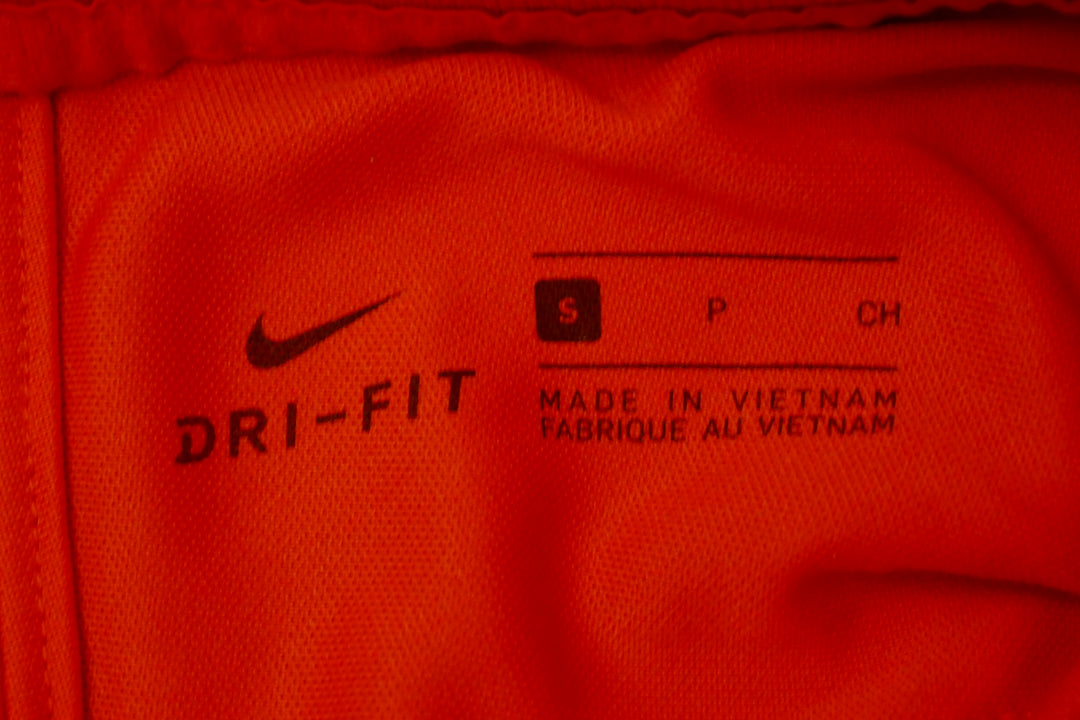 DRI-FIT
S P CH
MADE IN VIETNAM
FABRIQUE AU VIETNAM